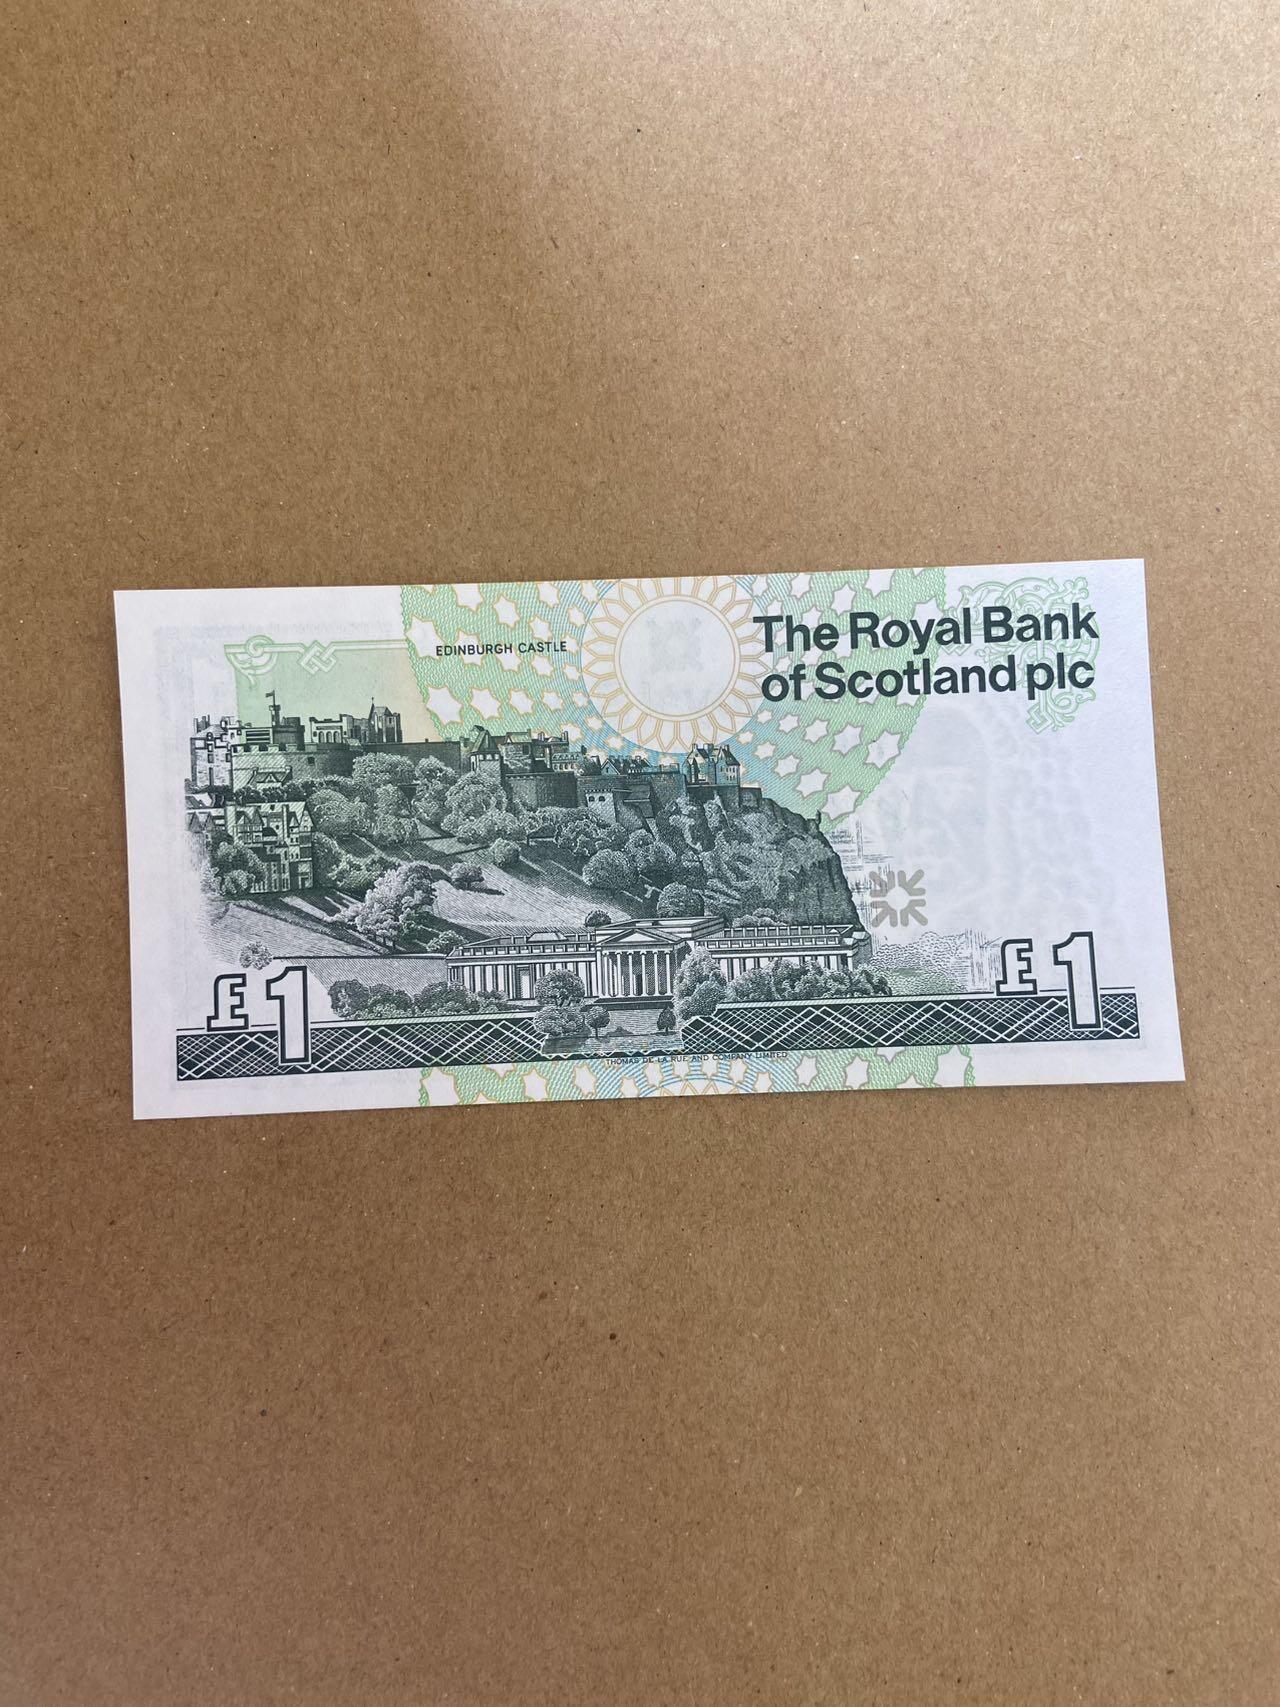 EDINBURGH CASTLE
The Royal Bank
of Scotland plc
£1
£1
THOMAS DE LA RUE AND COMPANY LIMITED